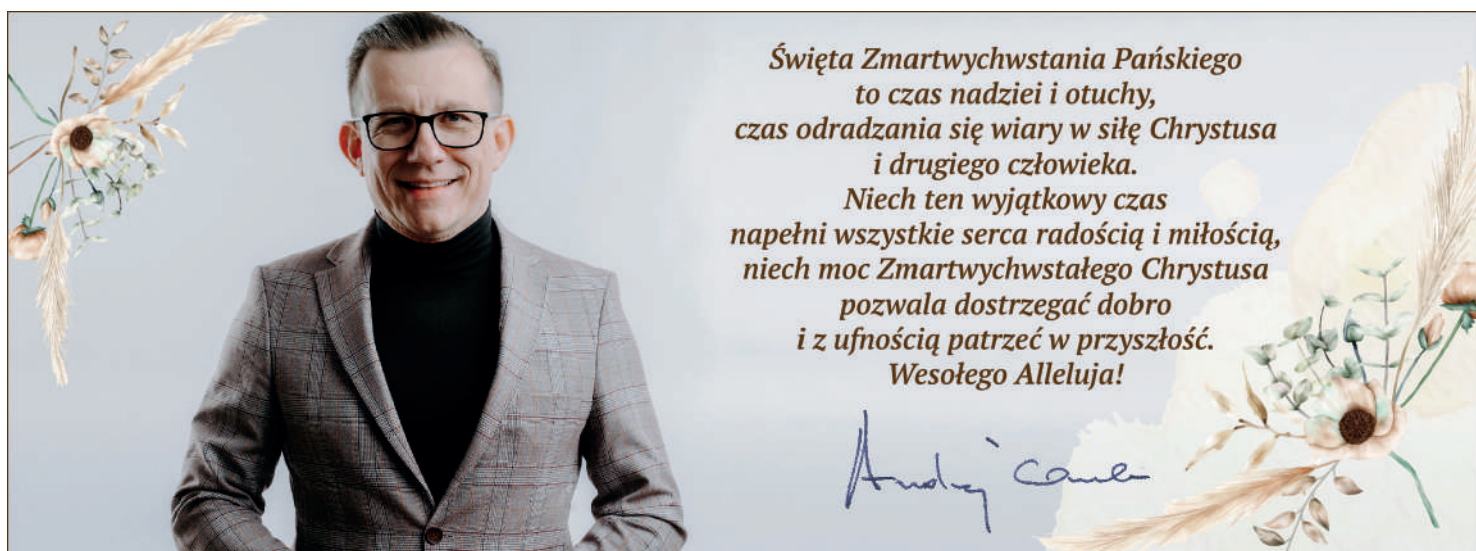 Święta Zmartwychwstania Pańskiego
to czas nadziei i otuchy,
czas odradzania się wiary w siłę Chrystusa
i drugiego człowieka.
Niech ten wyjątkowy czas
napełni wszystkie serca radością i miłością,
niech moc Zmartwychwstałego Chrystusa
pozwala dostrzegać dobro
i z ufnością patrzeć w przyszłość.
Wesołego Alleluja!
Andrzej